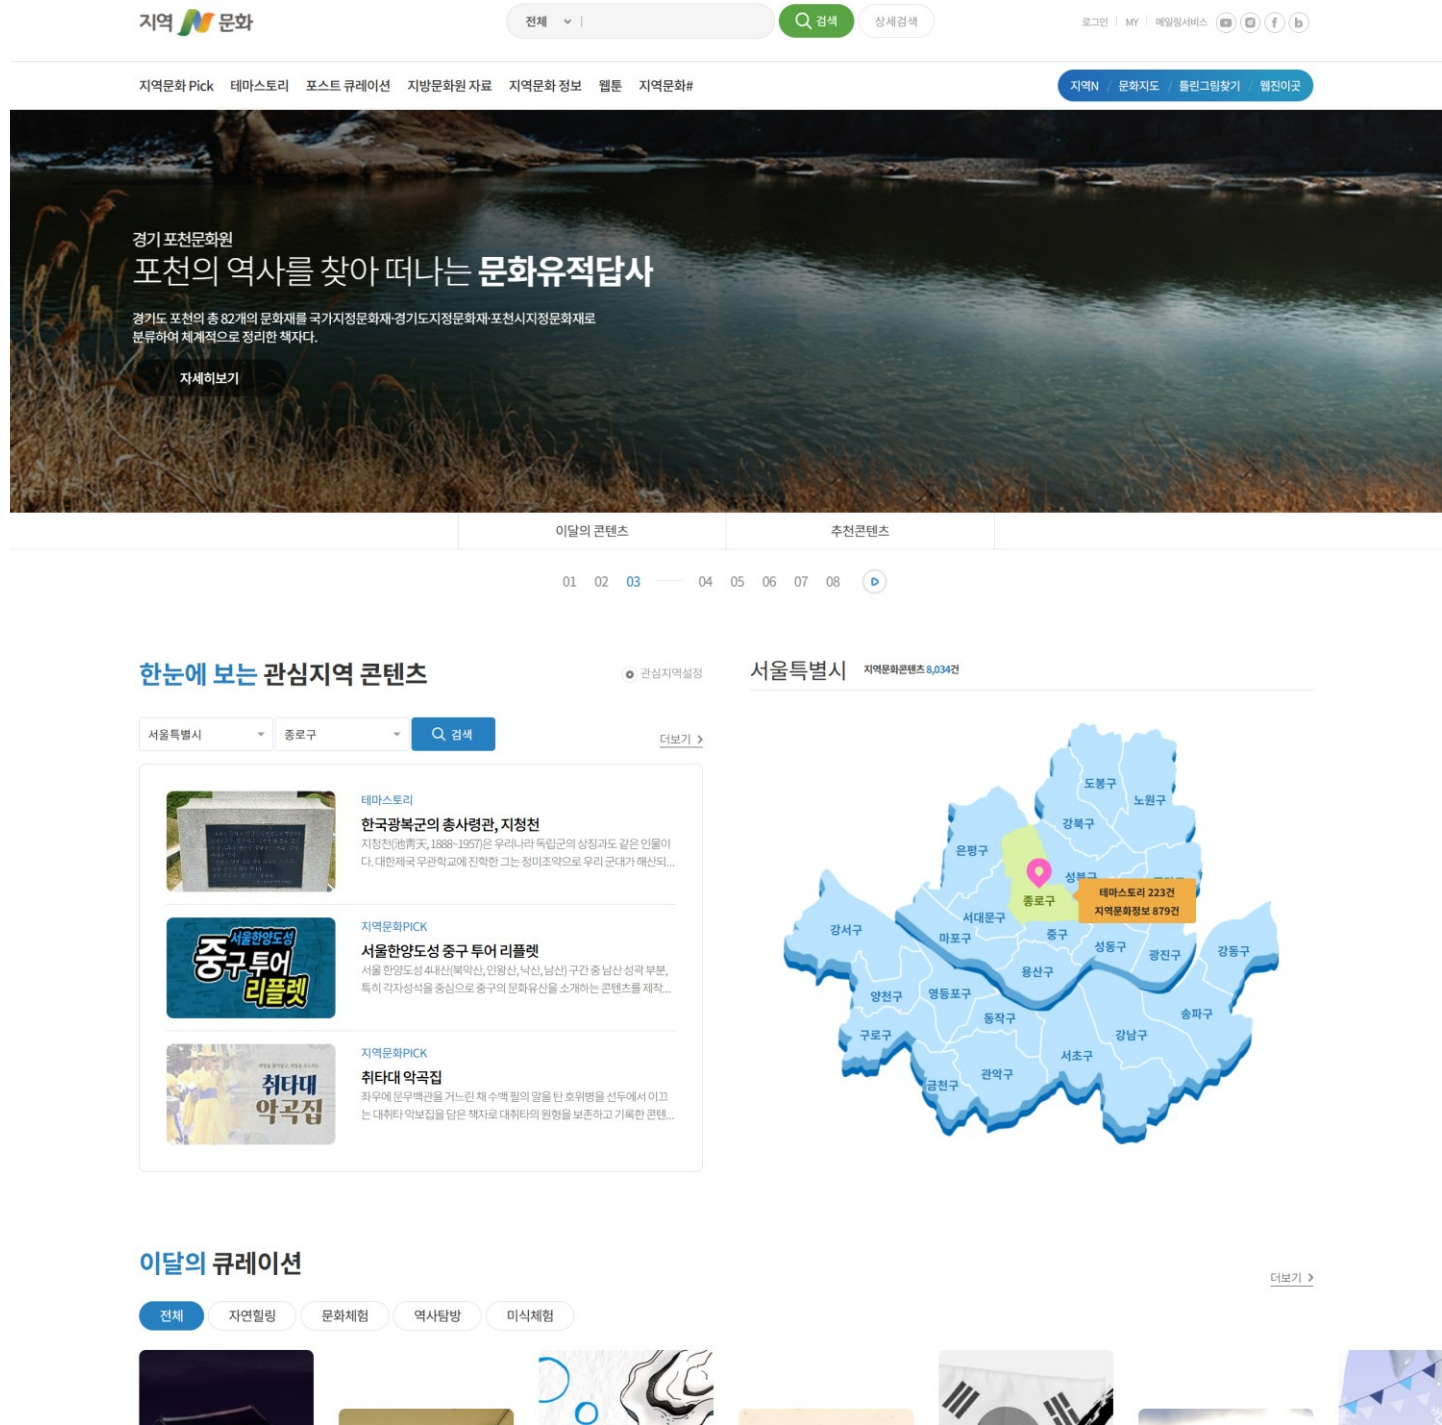 지역 N 문화
전체
검색
상세검색
로그인 MY 메일링서비스
지역문화 Pick 테마스토리 포스트 큐레이션 지방문화원 자료 지역문화 정보 웹툰 지역문화#
지역N / 문화지도 / 틀린그림찾기 / 웹진이곳
경기 포천문화원
포천의 역사를 찾아 떠나는 문화유적답사
경기도 포천의 총 82개의 문화재를 국가지정문화재·경기도지정문화재·포천시지정문화재로
분류하여 체계적으로 정리한 책자다.
자세히보기
이달의 콘텐츠 추천콘텐츠
01 02 03 04 05 06 07 08
한눈에 보는 관심지역 콘텐츠
관심지역설정
서울특별시 종로구 검색
더보기
테마스토리
한국광복군의 총사령관, 지청천
지청천(池靑天, 1888~1957)은 우리나라 독립군의 상징과도 같은 인물이
다. 대한제국 무관학교에 진학한 그는 정미조약으로 우리 군대가 해산되...
서울한양도성
중구 투어
리플렛
지역문화PICK
서울한양도성 중구 투어 리플렛
서울 한양도성 4내산(북악산, 인왕산, 낙산, 남산) 구간 중 남산 성곽 부분,
특히 각자성석을 중심으로 중구의 문화유산을 소개하는 콘텐츠를 제작...
취타대
악곡집
지역문화PICK
취타대 악곡집
좌우에 문무백관을 거느린 채 수백 필의 말을 탄 호위병을 선두에서 이끄
는 대취타 악보집을 담은 책자로 대취타의 원형을 보존하고 기록한 콘텐...
서울특별시 지역문화콘텐츠 8,034건
도봉구
노원구
강북구
은평구
성북구
종로구
테마스토리 223건
지역문화정보 879건
서대문구
마포구
중구
성동구
광진구
강동구
강서구
용산구
양천구
영등포구
동작구
송파구
구로구
강남구
서초구
관악구
금천구
이달의 큐레이션
더보기
전체 자연힐링 문화체험 역사탐방 미식체험